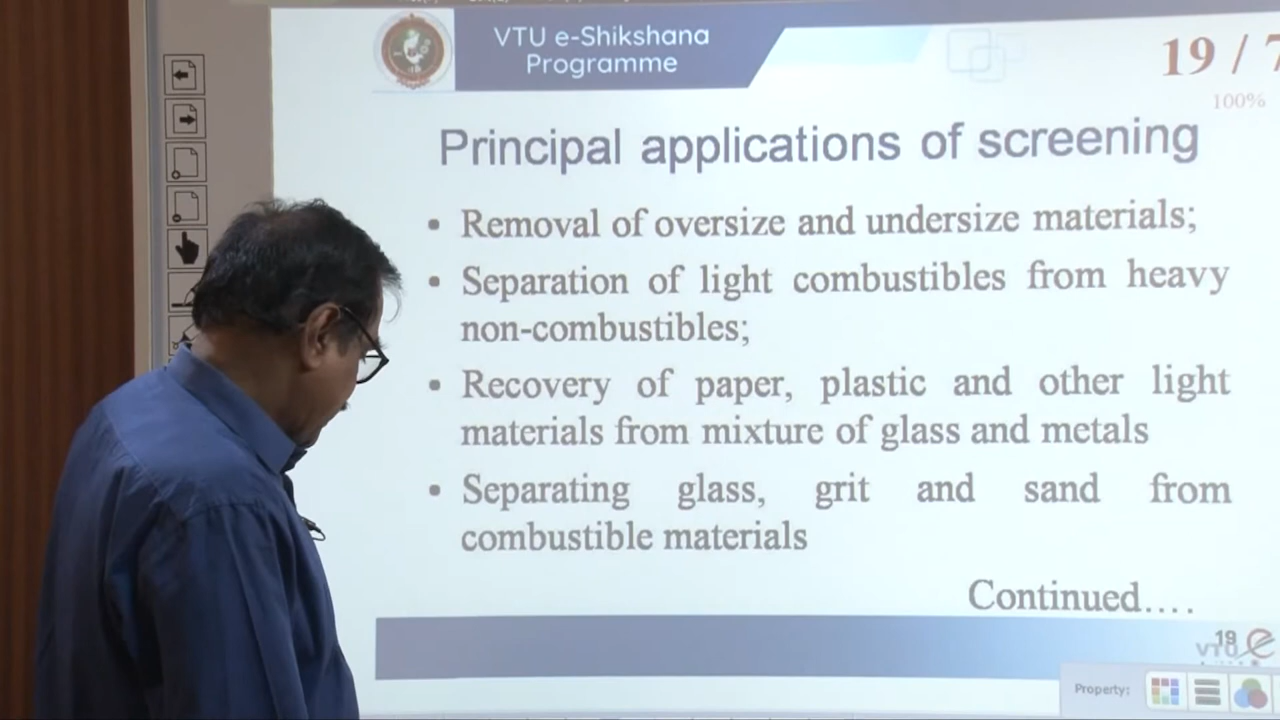 VTU e-Shikshana
Programme
19 / 7
100%
Principal applications of screening
• Removal of oversize and undersize materials;
• Separation of light combustibles from heavy
non-combustibles;
• Recovery of paper, plastic and other light
materials from mixture of glass and metals
• Separating glass, grit and sand from
combustible materials
Continued....
19
VTU
Property: